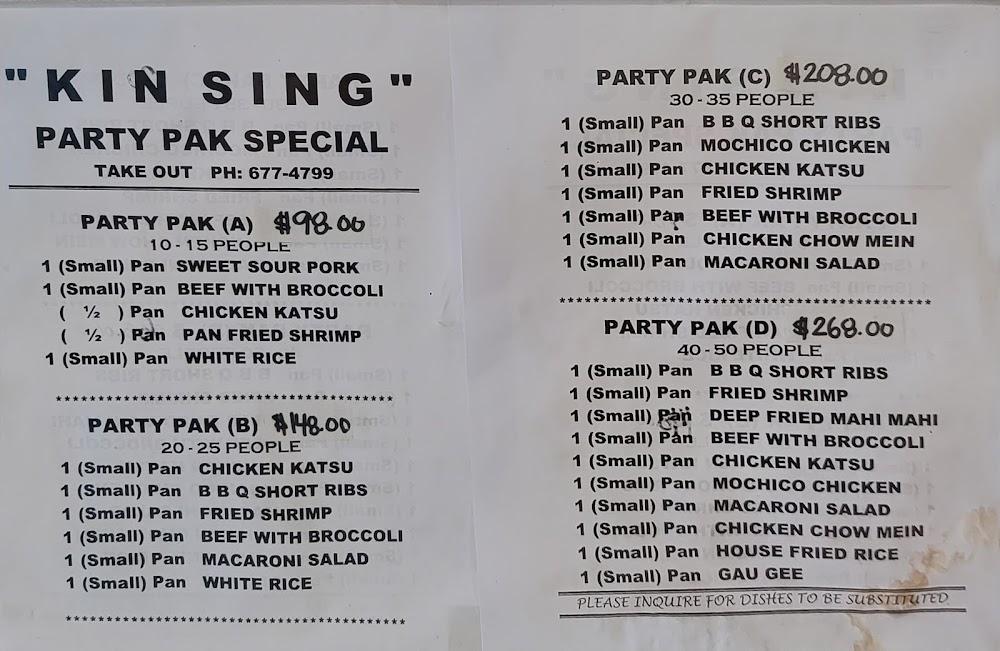 " KIN SING "
PARTY PAK SPECIAL
TAKE OUT PH: 677-4799
PARTY PAK (A) $98.00
10 - 15 PEOPLE
1 (Small) Pan SWEET SOUR PORK
1 (Small) Pan BEEF WITH BROCCOLI
( ½ ) Pan CHICKEN KATSU
( ½ ) Pan PAN FRIED SHRIMP
1 (Small) Pan WHITE RICE
****************************************
PARTY PAK (B) $148.00
20 - 25 PEOPLE
1 (Small) Pan CHICKEN KATSU
1 (Small) Pan B B Q SHORT RIBS
1 (Small) Pan FRIED SHRIMP
1 (Small) Pan BEEF WITH BROCCOLI
1 (Small) Pan MACARONI SALAD
1 (Small) Pan WHITE RICE
****************************************
PARTY PAK (C) $208.00
30 - 35 PEOPLE
1 (Small) Pan B B Q SHORT RIBS
1 (Small) Pan MOCHICO CHICKEN
1 (Small) Pan CHICKEN KATSU
1 (Small) Pan FRIED SHRIMP
1 (Small) Pan BEEF WITH BROCCOLI
1 (Small) Pan CHICKEN CHOW MEIN
1 (Small) Pan MACARONI SALAD
********************************************
PARTY PAK (D) $268.00
40 - 50 PEOPLE
1 (Small) Pan B B Q SHORT RIBS
1 (Small) Pan FRIED SHRIMP
1 (Small) Pan DEEP FRIED MAHI MAHI
1 (Small) Pan BEEF WITH BROCCOLI
1 (Small) Pan CHICKEN KATSU
1 (Small) Pan MOCHICO CHICKEN
1 (Small) Pan MACARONI SALAD
1 (Small) Pan CHICKEN CHOW MEIN
1 (Small) Pan HOUSE FRIED RICE
1 (Small) Pan GAU GEE
PLEASE INQUIRE FOR DISHES TO BE SUBSTITUTED